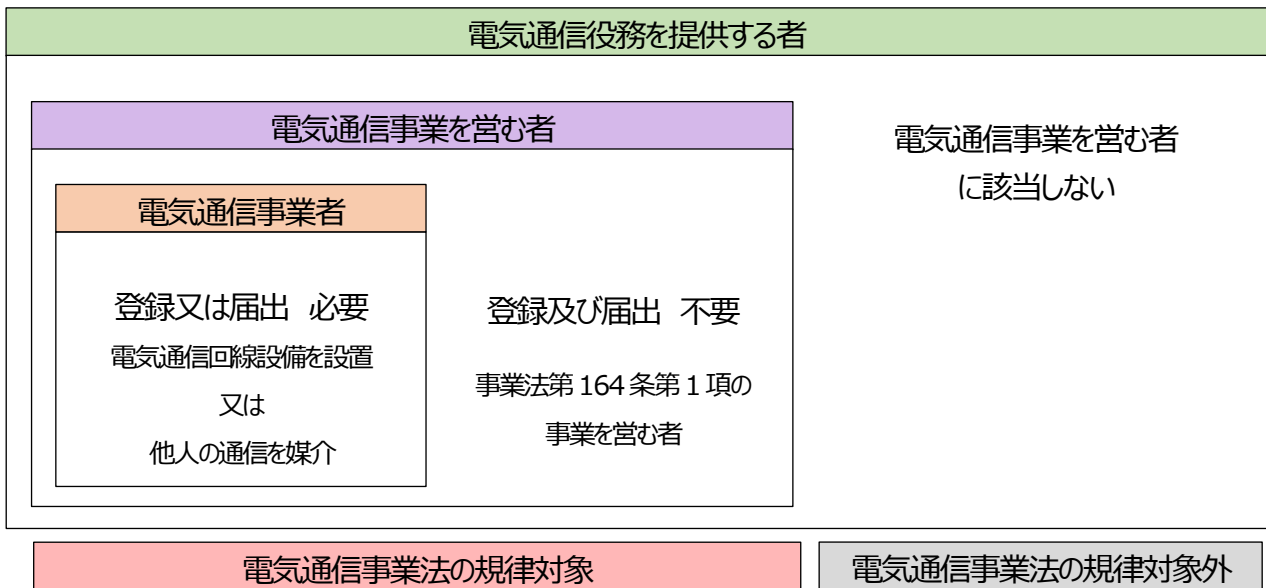 電気通信役務を提供する者
電気通信事業を営む者
電気通信事業者
登録又は届出 必要
電気通信回線設備を設置
又は
他人の通信を媒介
登録及び届出 不要
事業法第164条第1項の
事業を営む者
電気通信事業を営む者
に該当しない
電気通信事業法の規律対象
電気通信事業法の規律対象外